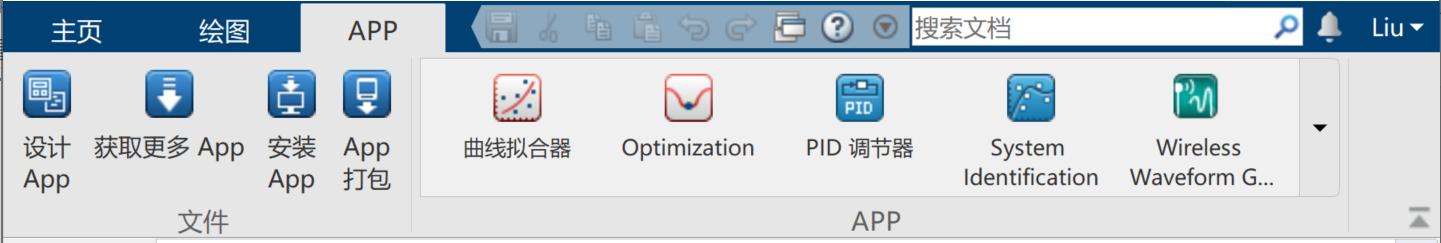 主页
绘图
APP
搜索文档
Liu
设计
App
获取更多 App
安装
App
App
打包
文件
曲线拟合器
Optimization
PID
PID 调节器
System
Identification
Wireless
Waveform G...
APP